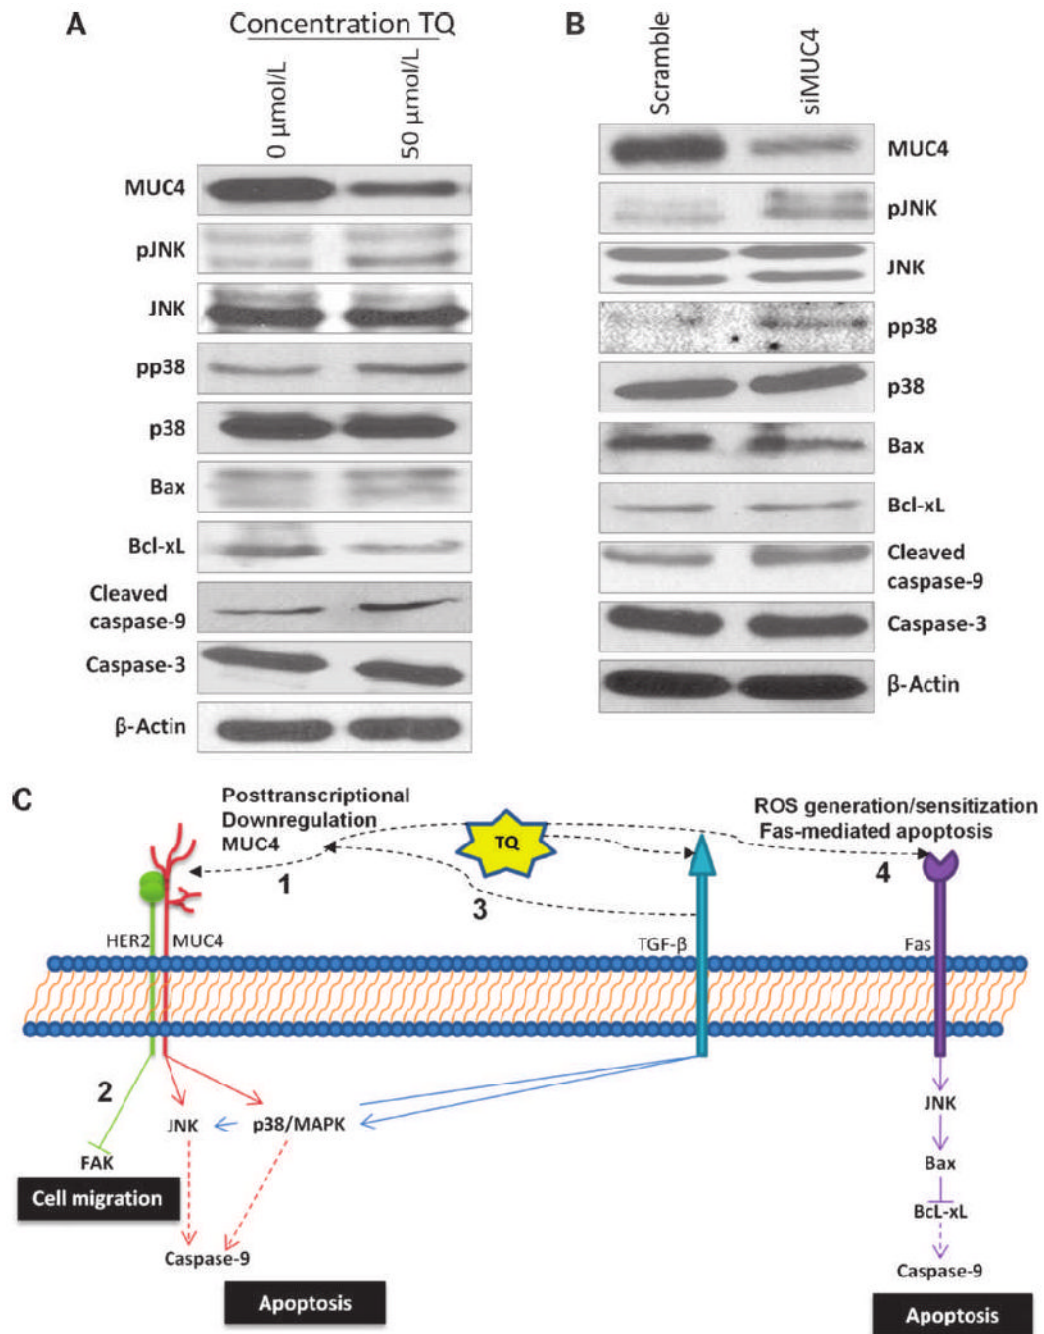 A
Concentration TQ
0 µmol/L
50 µmol/L
MUC4
pJNK
JNK
pp38
p38
Bax
Bcl-xL
Cleaved
caspase-9
Caspase-3
β-Actin
B
Scramble
siMUC4
MUC4
pJNK
JNK
pp38
p38
Bax
Bcl-xL
Cleaved
caspase-9
Caspase-3
β-Actin
C
Posttranscriptional
Downregulation
MUC4
TQ
ROS generation/sensitization
Fas-mediated apoptosis
1
3
4
HER2
MUC4
TGF-β
Fas
2
JNK
p38/MAPK
JNK
FAK
Bax
Cell migration
BcL-xL
Caspase-9
Caspase-9
Apoptosis
Apoptosis